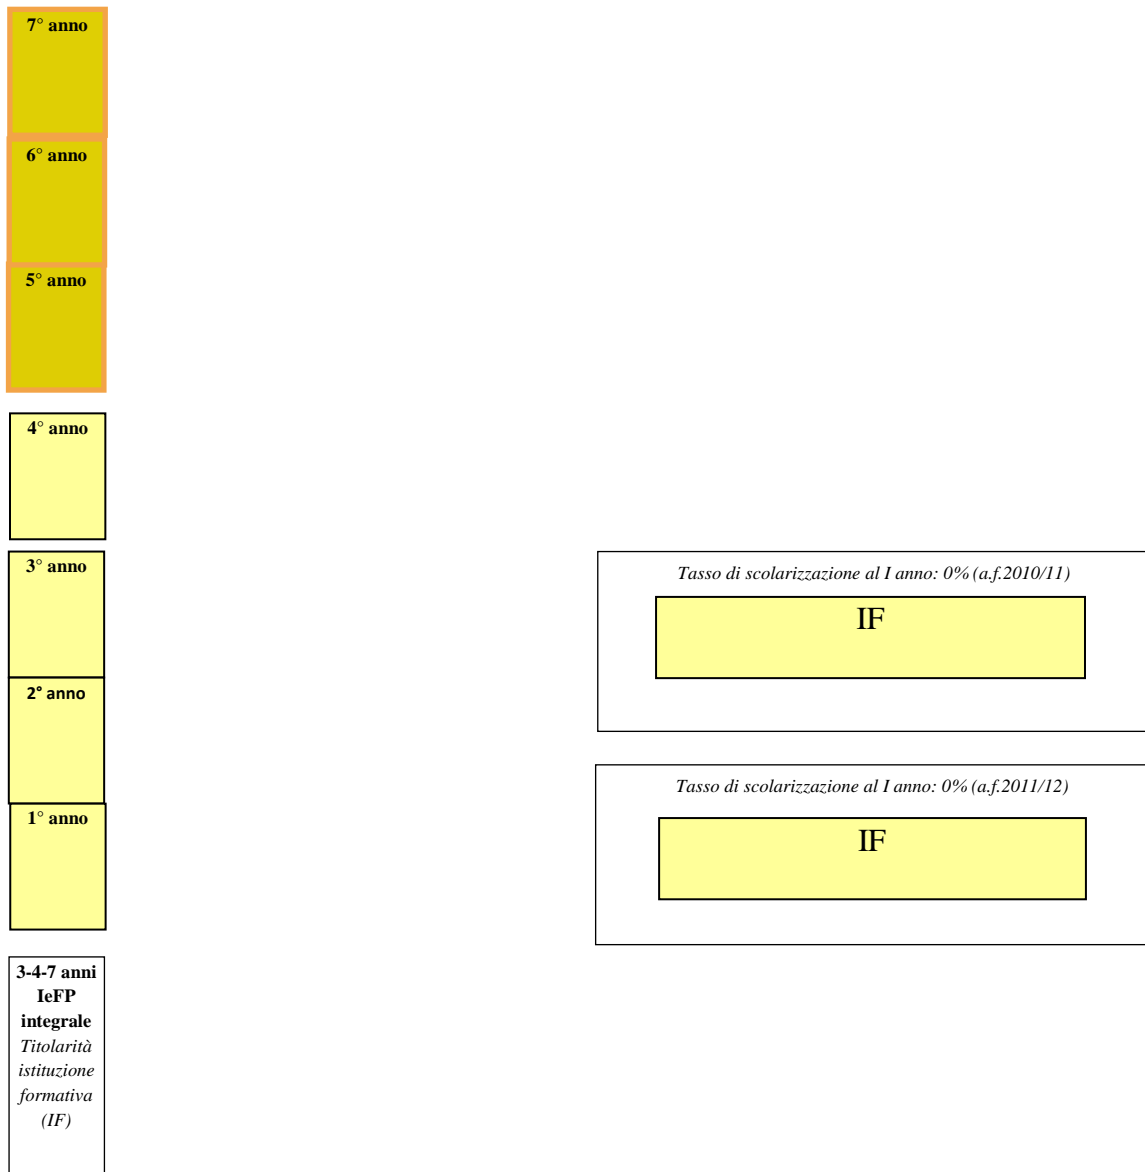 7° anno
6° anno
5° anno
4° anno
3° anno
2° anno
1° anno
3-4-7 anni
IeFP
integrale
Titolarità
istituzione
formativa
(IF)
Tasso di scolarizzazione al I anno: 0% (a.f.2010/11)
IF
Tasso di scolarizzazione al I anno: 0% (a.f.2011/12)
IF